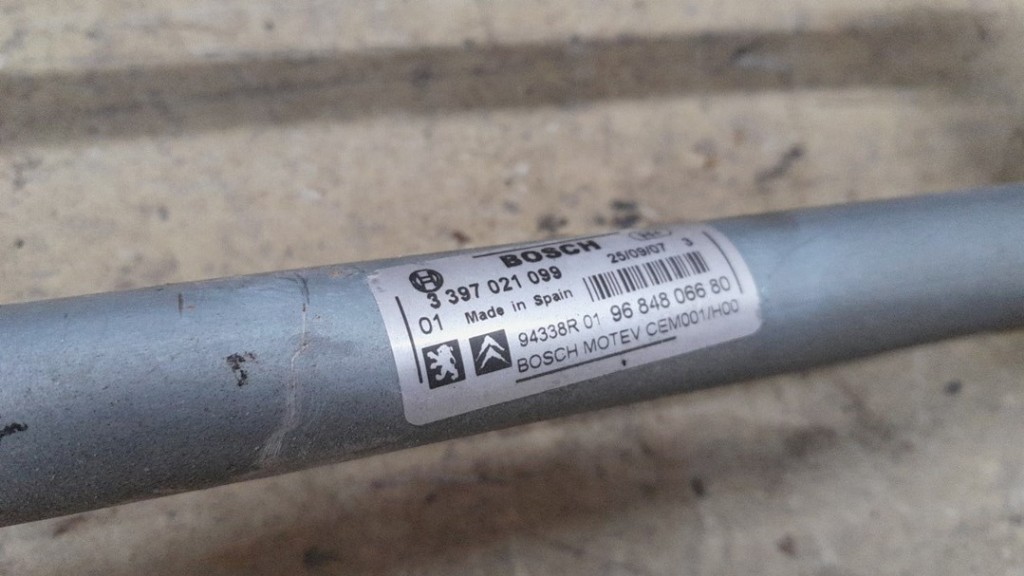 BOSCH
3 397 021 099 25/09/07 3
01 Made in Spain
94338R 01 96 848 066 80
BOSCH MOTEV CEM001/H00